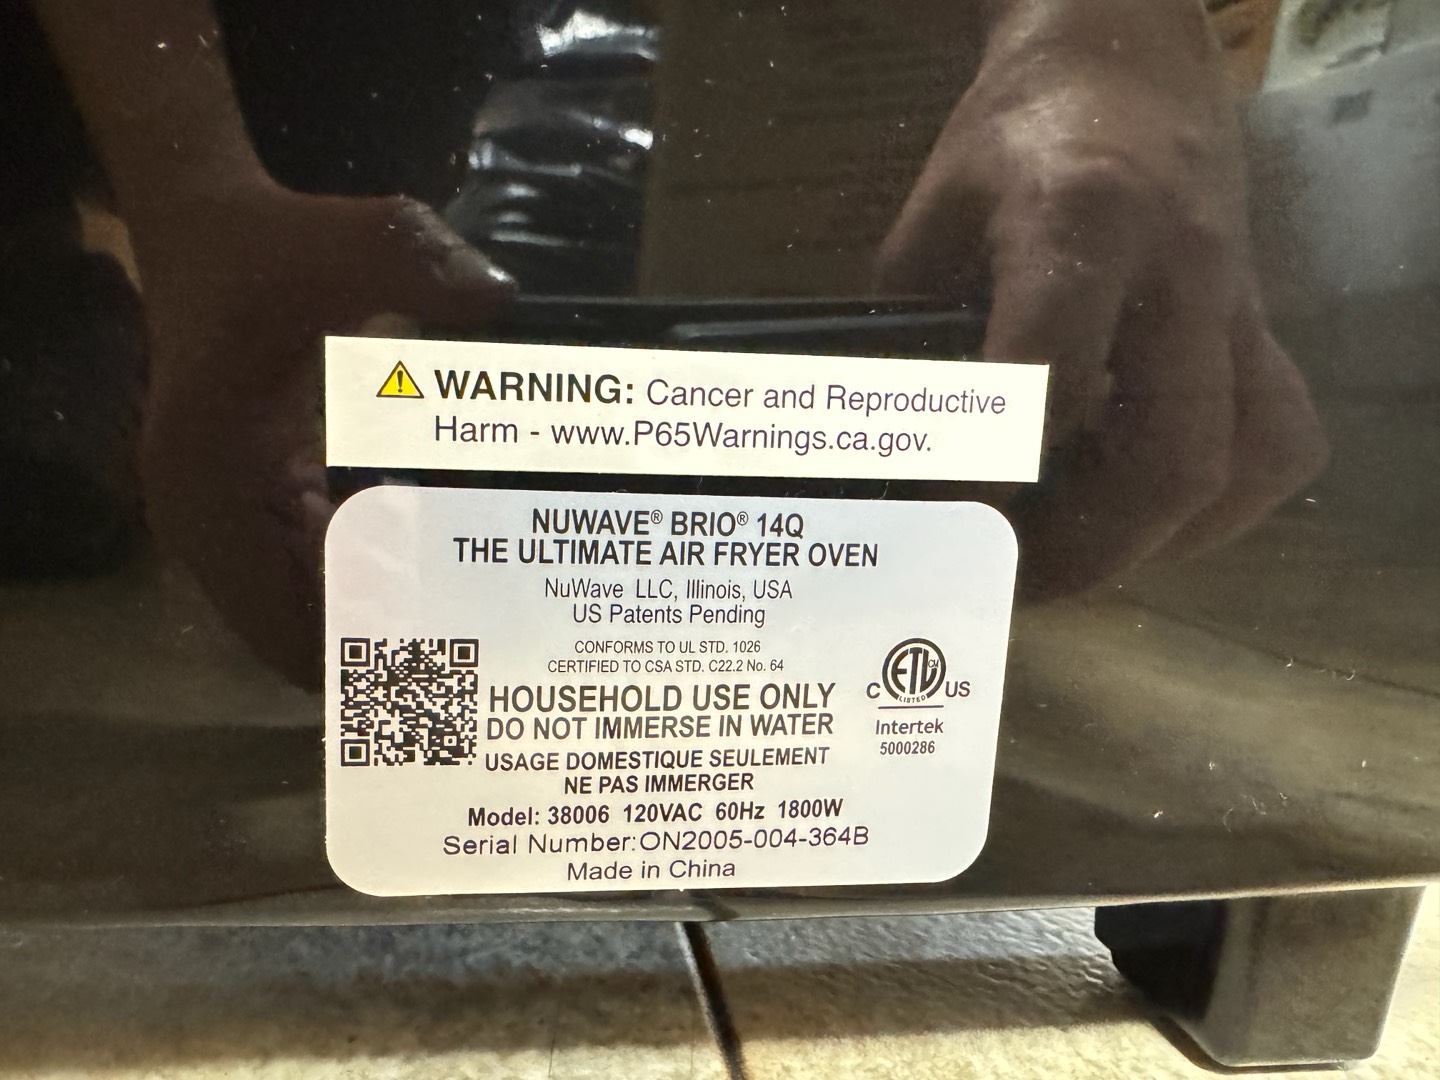 WARNING: Cancer and Reproductive
Harm - www.P65Warnings.ca.gov.
NUWAVE® BRIO® 14Q
THE ULTIMATE AIR FRYER OVEN
NuWave LLC, Illinois, USA
US Patents Pending
CONFORMS TO UL STD. 1026
CERTIFIED TO CSA STD. C22.2 No. 64
HOUSEHOLD USE ONLY
DO NOT IMMERSE IN WATER
USAGE DOMESTIQUE SEULEMENT
NE PAS IMMERGER
ETL CM
LISTED
C US
Intertek
5000286
Model: 38006 120VAC 60Hz 1800W
Serial Number:ON2005-004-364B
Made in China